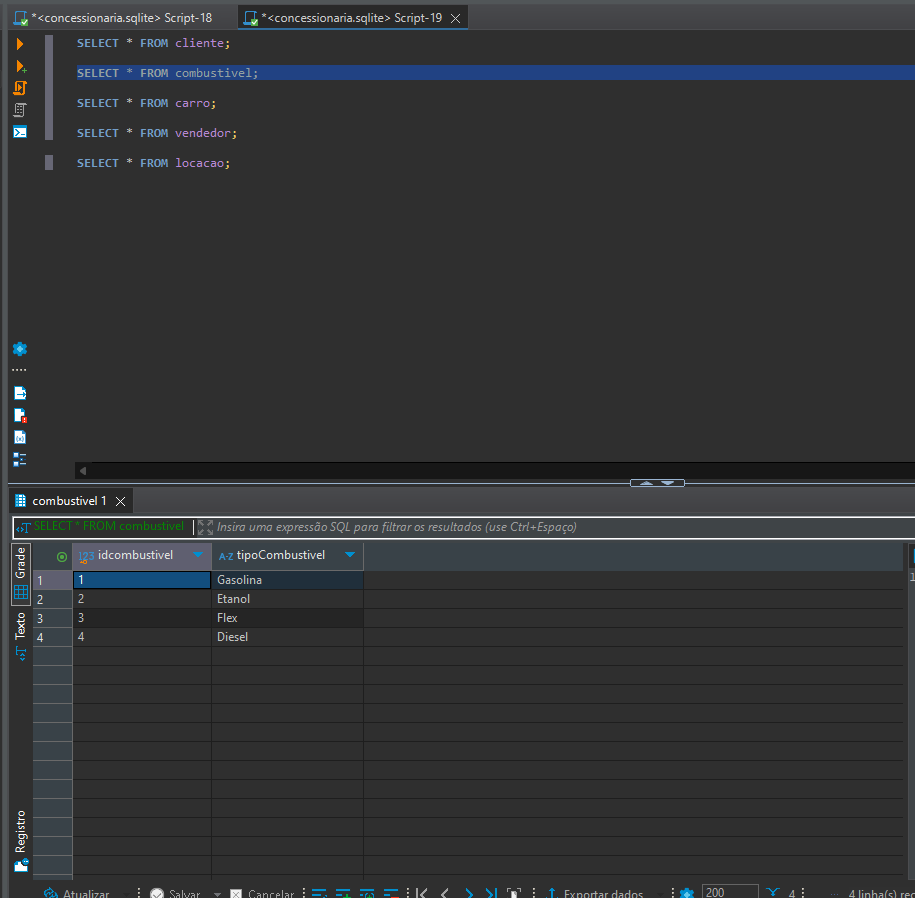 *<concessionaria.sqlite> Script-18
*<concessionaria.sqlite> Script-19
SELECT * FROM cliente;
SELECT * FROM combustivel;
SELECT * FROM carro;
SELECT * FROM vendedor;
SELECT * FROM locacao;
combustivel 1
SELECT * FROM combustivel
Insira uma expressão SQL para filtrar os resultados (use Ctrl+Espaço)
Grade
Texto
Registro
123 idcombustivel
A-Z tipoCombustivel
1 1 Gasolina
2 2 Etanol
3 3 Flex
4 4 Diesel
Atualizar
Salvar
Cancelar
Exportar dados
200
4
4 linha(s) rec